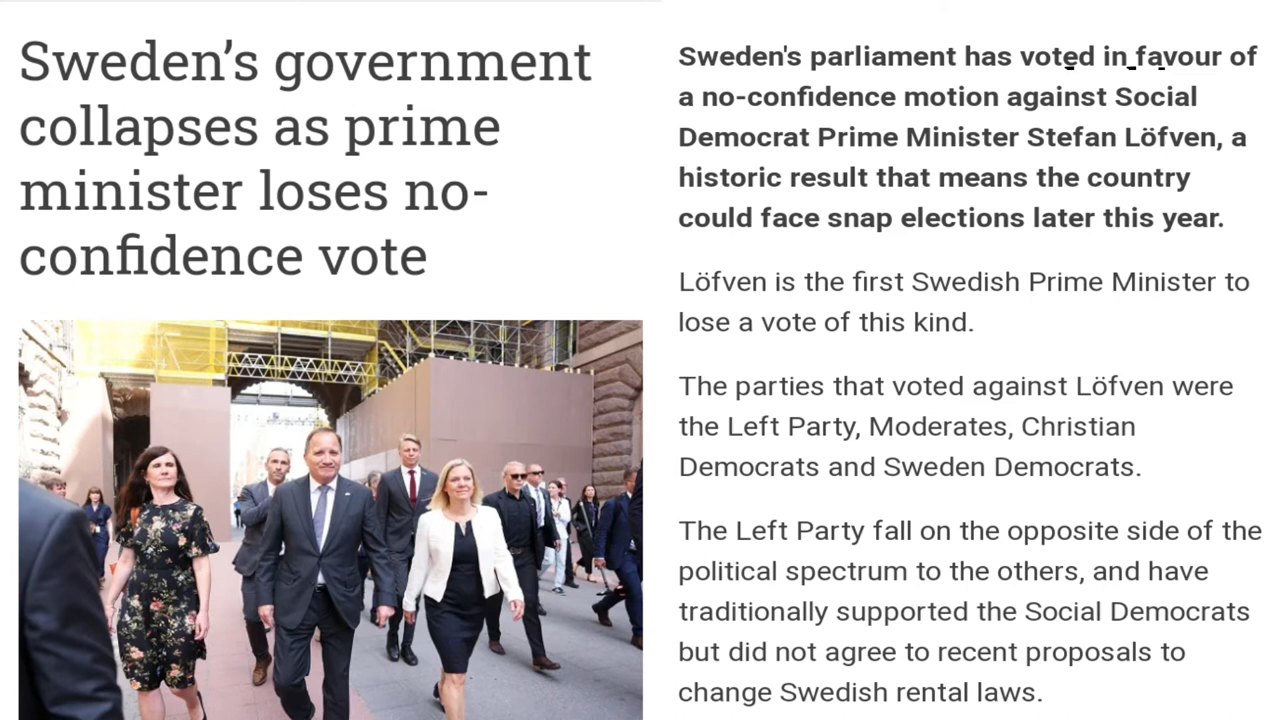 Sweden’s government
collapses as prime
minister loses no-
confidence vote
Sweden's parliament has voted in favour of
a no-confidence motion against Social
Democrat Prime Minister Stefan Löfven, a
historic result that means the country
could face snap elections later this year.
Löfven is the first Swedish Prime Minister to
lose a vote of this kind.
The parties that voted against Löfven were
the Left Party, Moderates, Christian
Democrats and Sweden Democrats.
The Left Party fall on the opposite side of the
political spectrum to the others, and have
traditionally supported the Social Democrats
but did not agree to recent proposals to
change Swedish rental laws.